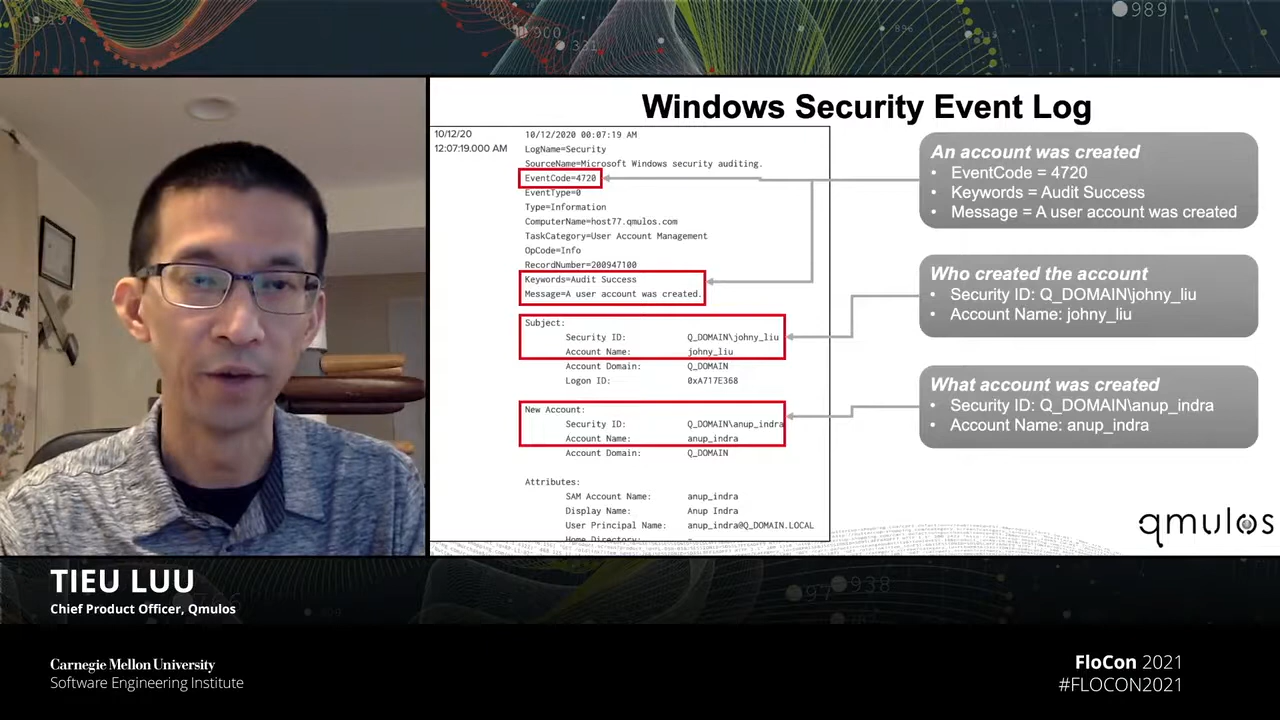 989
900
331
Windows Security Event Log
10/12/20
12:07:19.000 AM
10/12/2020 00:07:19 AM
LogName=Security
SourceName=Microsoft Windows security auditing.
EventCode=4720
EventType=0
Type=Information
ComputerName=host77.qmulos.com
TaskCategory=User Account Management
OpCode=Info
RecordNumber=200947100
Keywords=Audit Success
Message=A user account was created.
Subject:
Security ID: Q_DOMAIN\johny_liu
Account Name: johny_liu
Account Domain: Q_DOMAIN
Logon ID: 0xA717E368
New Account:
Security ID: Q_DOMAIN\anup_indra
Account Name: anup_indra
Account Domain: Q_DOMAIN
Attributes:
SAM Account Name: anup_indra
Display Name: Anup Indra
User Principal Name: anup_indra@Q_DOMAIN.LOCAL
Home Directory: -
An account was created
• EventCode = 4720
• Keywords = Audit Success
• Message = A user account was created
Who created the account
• Security ID: Q_DOMAIN\johny_liu
• Account Name: johny_liu
What account was created
• Security ID: Q_DOMAIN\anup_indra
• Account Name: anup_indra
qmulos
938
TIEU LUU
Chief Product Officer, Qmulos
Carnegie Mellon University
Software Engineering Institute
FloCon 2021
#FLOCON2021